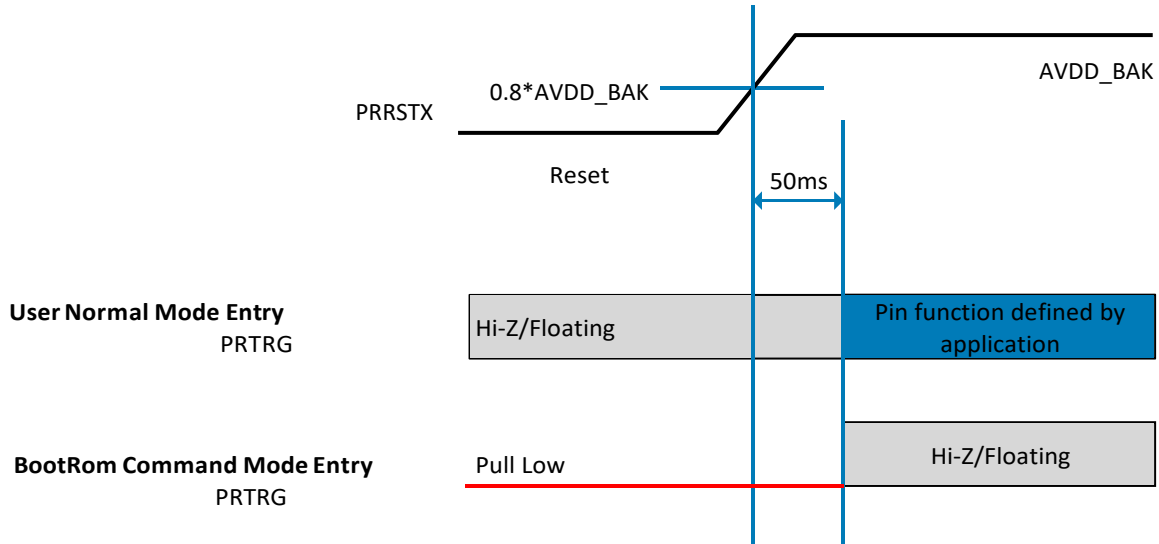 AVDD_BAK
0.8*AVDD_BAK
PRRSTX
Reset
50ms
User Normal Mode Entry
PRTRG
Hi-Z/Floating
Pin function defined by
application
BootRom Command Mode Entry
PRTRG
Pull Low
Hi-Z/Floating